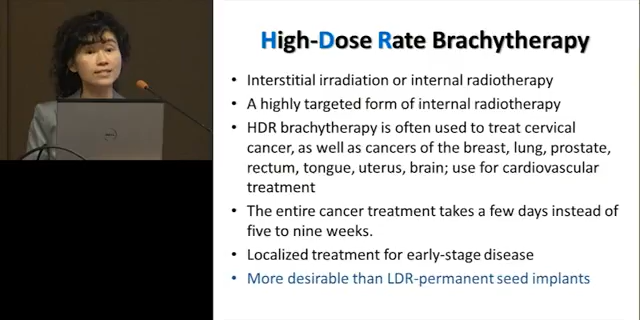 High-Dose Rate Brachytherapy
• Interstitial irradiation or internal radiotherapy
• A highly targeted form of internal radiotherapy
• HDR brachytherapy is often used to treat cervical
cancer, as well as cancers of the breast, lung, prostate,
rectum, tongue, uterus, brain; use for cardiovascular
treatment
• The entire cancer treatment takes a few days instead of
five to nine weeks.
• Localized treatment for early-stage disease
• More desirable than LDR-permanent seed implants